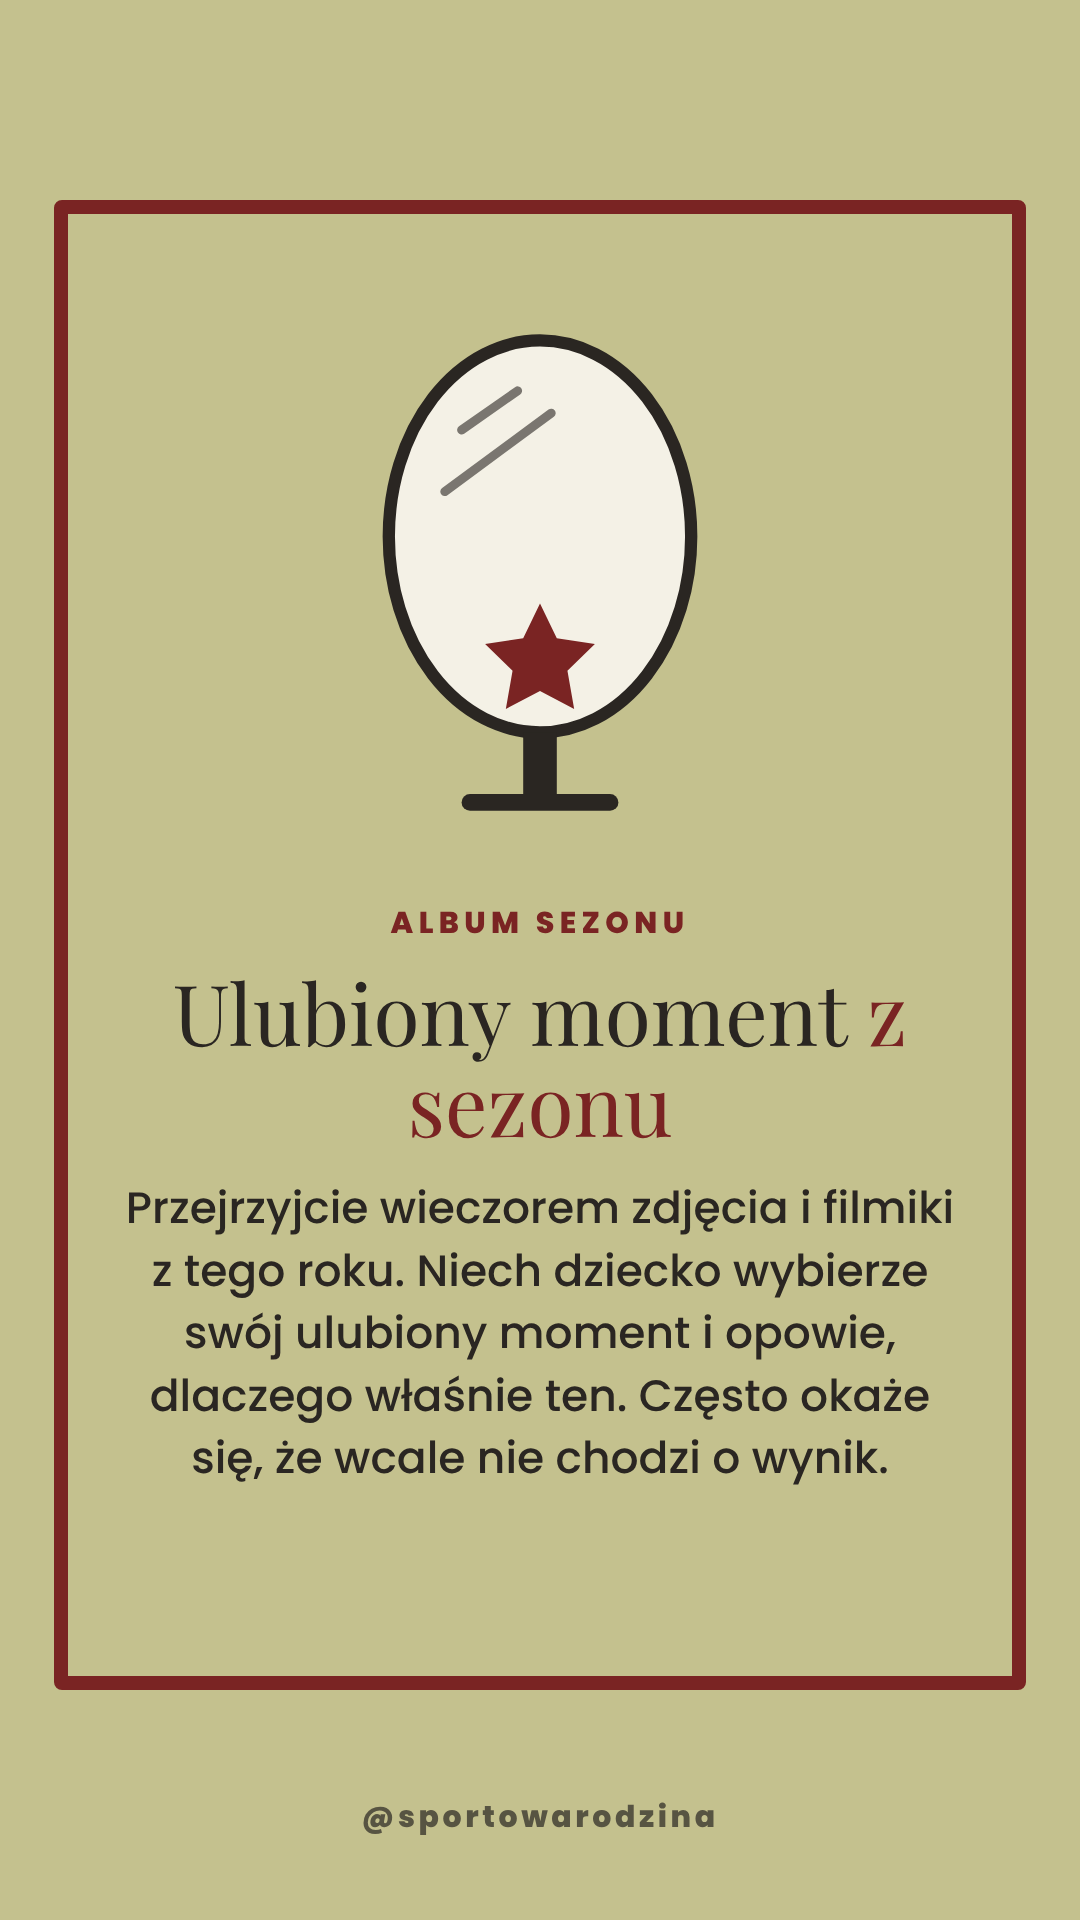 ALBUM SEZONU
Ulubiony moment z
sezonu
Przejrzyjcie wieczorem zdjęcia i filmiki
z tego roku. Niech dziecko wybierze
swój ulubiony moment i opowie,
dlaczego właśnie ten. Często okaże
się, że wcale nie chodzi o wynik.
@sportowarodzina